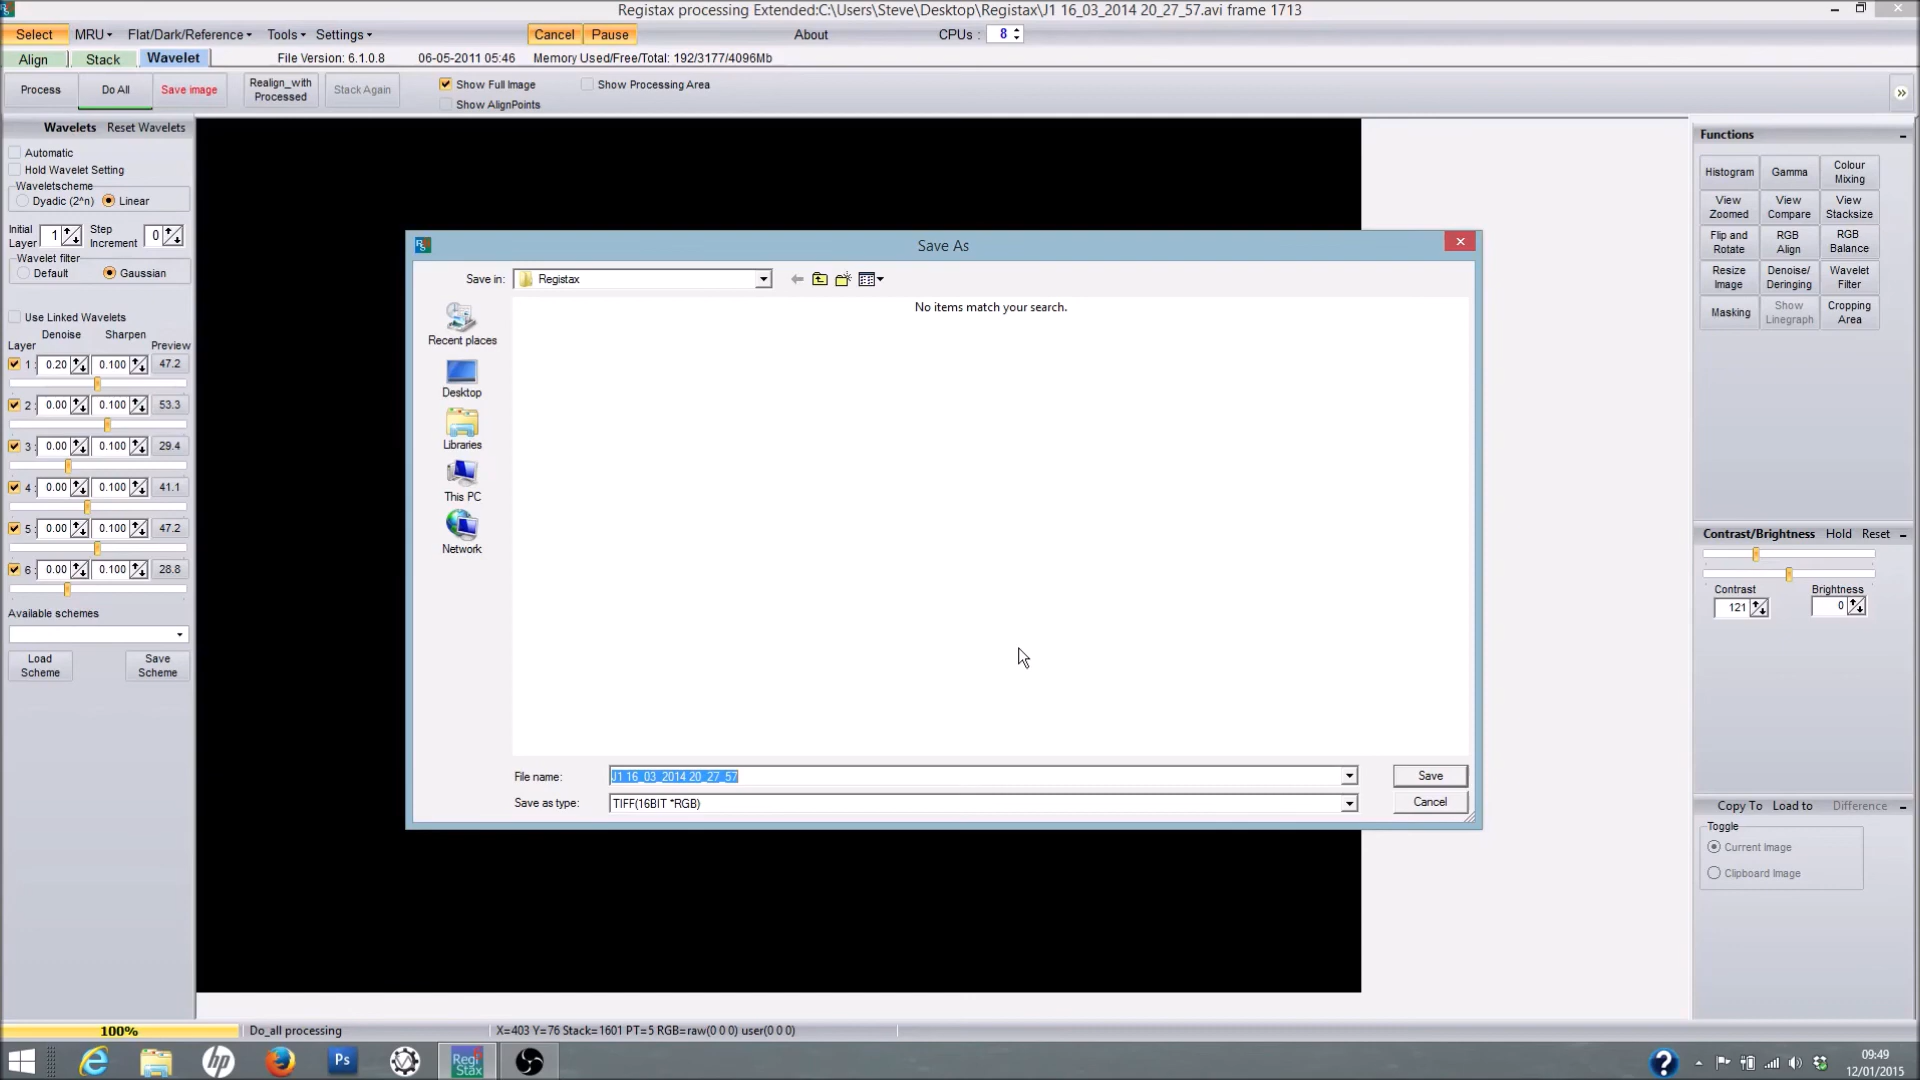 Registax processing Extended:C:\Users\Steve\Desktop\Registax\J1 16_03_2014 20_27_57.avi frame 1713
Select MRU Flat/Dark/Reference Tools Settings Cancel Pause About CPUs : 8
Align Stack Wavelet File Version: 6.1.0.8 06-05-2011 05:46 Memory Used/Free/Total: 192/3177/4096Mb
Process Do All Save image Realign_with Processed Stack Again Show Full Image Show Processing Area
Show AlignPoints
Wavelets Reset Wavelets
Automatic
Hold Wavelet Setting
Waveletscheme
Dyadic (2^n) Linear
Initial Layer 1 Step Increment 0
Wavelet filter
Default Gaussian
Use Linked Wavelets
Denoise Sharpen
Layer Preview
1 : 0.20 0.100 47.2
2 : 0.00 0.100 53.3
3 : 0.00 0.100 29.4
4 : 0.00 0.100 41.1
5 : 0.00 0.100 47.2
6 : 0.00 0.100 28.8
Available schemes
Load Scheme Save Scheme
Save As
Save in: Registax
No items match your search.
Recent places
Desktop
Libraries
This PC
Network
File name: J1 16_03_2014 20_27_57 Save
Save as type: TIFF(16BIT *RGB) Cancel
Functions
Histogram Gamma Colour Mixing
View Zoomed View Compare View Stacksize
Flip and Rotate RGB Align RGB Balance
Resize Image Denoise/ Deringing Wavelet Filter
Masking Show Linegraph Cropping Area
Contrast/Brightness Hold Reset
Contrast Brightness
121 0
Copy To Load to Difference
Toggle
Current Image
Clipboard Image
100% Do_all processing X=403 Y=76 Stack=1601 PT=5 RGB=raw(0 0 0) user(0 0 0)
hp Ps Regi Stax
09:49
12/01/2015